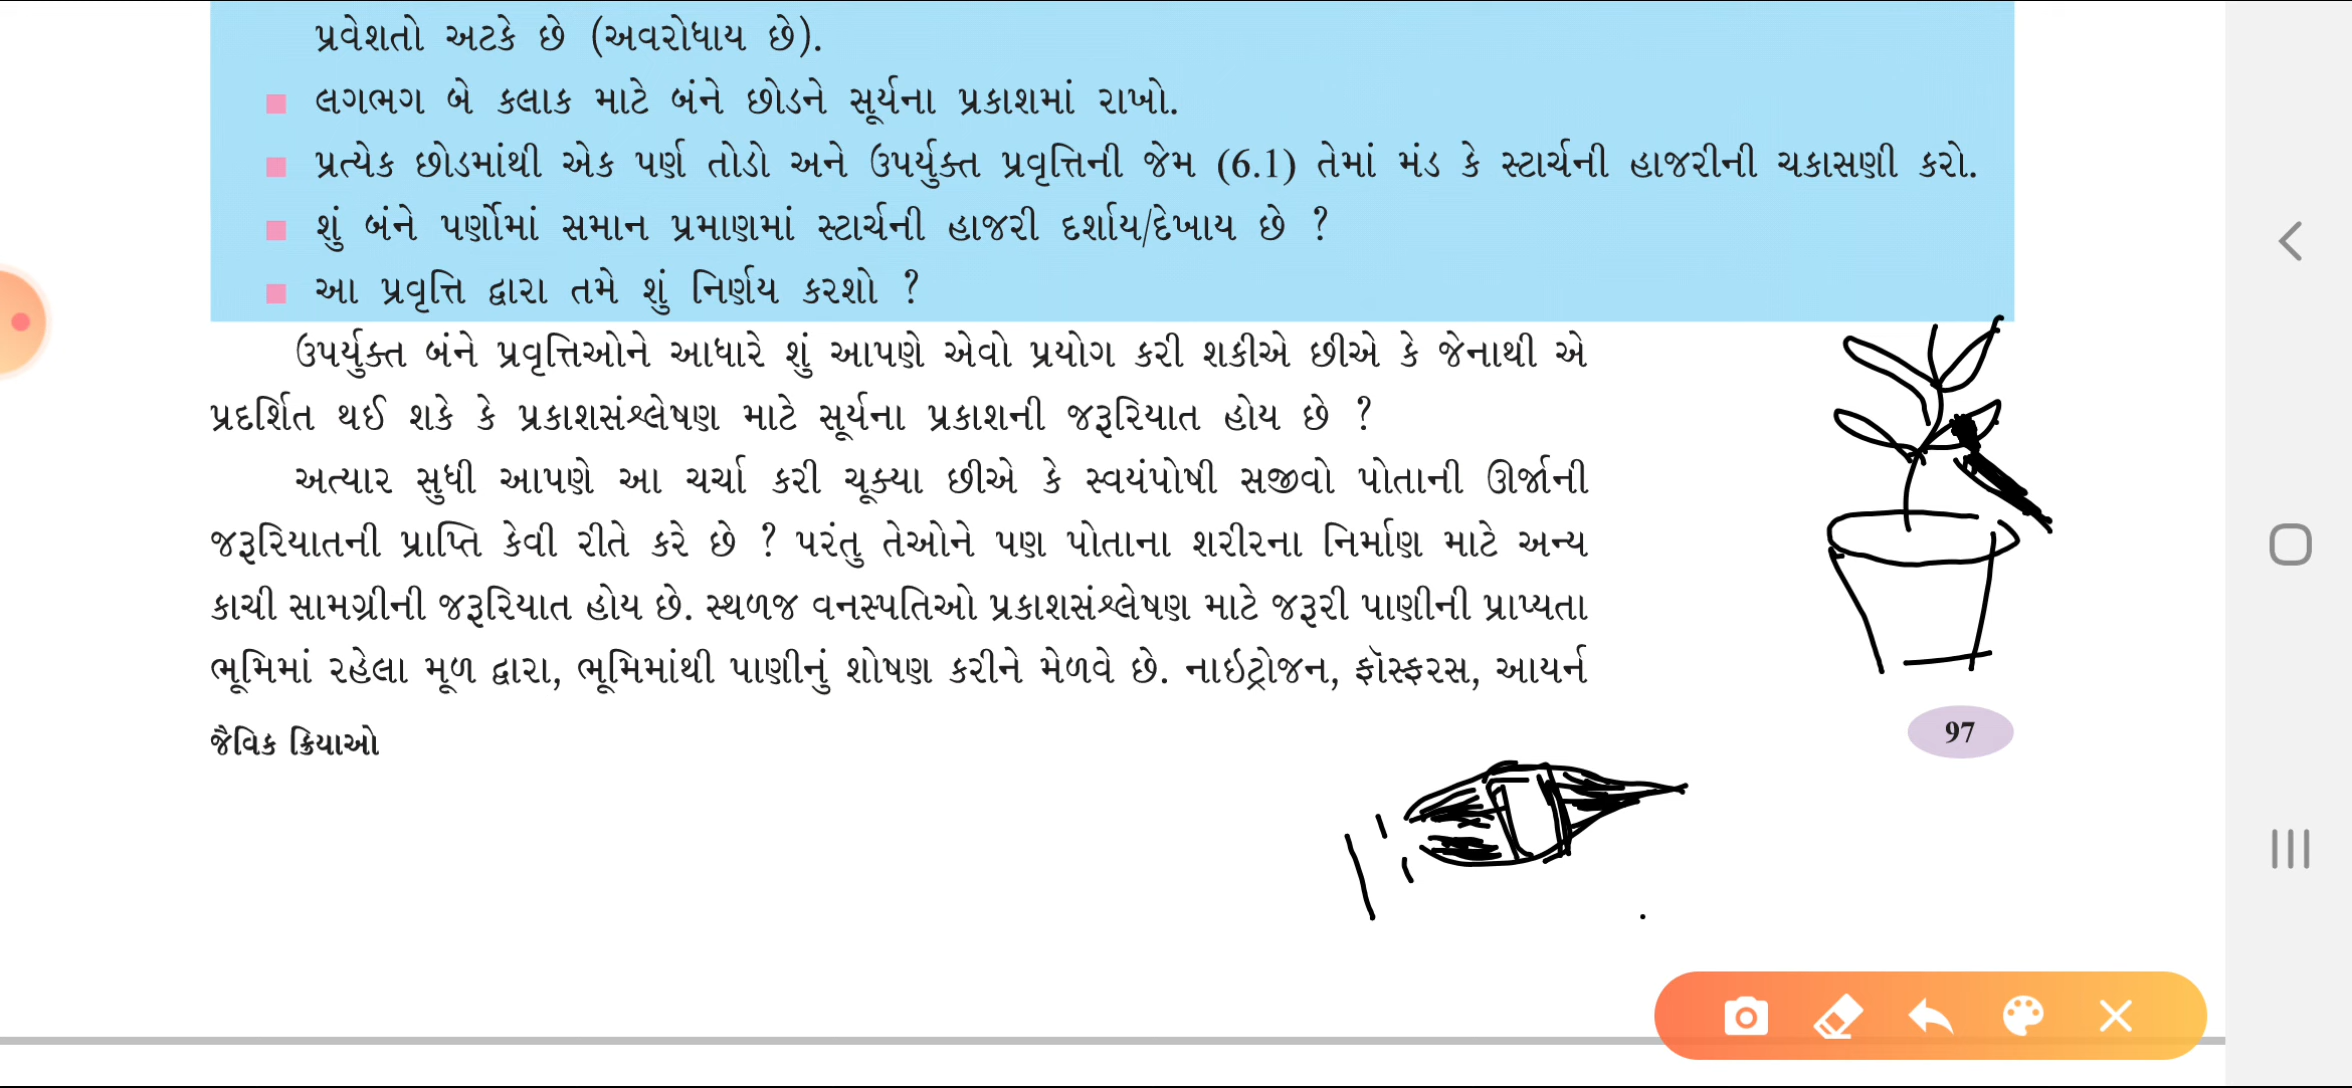 પ્રવેશતો અટકે છે (અવરોધાય છે).
લગભગ બે કલાક માટે બંને છોડને સૂર્યના પ્રકાશમાં રાખો.
પ્રત્યેક છોડમાંથી એક પર્ણ તોડો અને ઉપર્યુક્ત પ્રવૃત્તિની જેમ (6.1) તેમાં મંડ કે સ્ટાર્ચની હાજરીની ચકાસણી કરો.
શું બંને પર્ણોમાં સમાન પ્રમાણમાં સ્ટાર્ચની હાજરી દર્શાય/દેખાય છે ?
આ પ્રવૃત્તિ દ્વારા તમે શું નિર્ણય કરશો ?
ઉપર્યુક્ત બંને પ્રવૃત્તિઓને આધારે શું આપણે એવો પ્રયોગ કરી શકીએ છીએ કે જેનાથી એ
પ્રદર્શિત થઈ શકે કે પ્રકાશસંશ્લેષણ માટે સૂર્યના પ્રકાશની જરૂરિયાત હોય છે ?
અત્યાર સુધી આપણે આ ચર્ચા કરી ચૂક્યા છીએ કે સ્વયંપોષી સજીવો પોતાની ઊર્જાની
જરૂરિયાતની પ્રાપ્તિ કેવી રીતે કરે છે ? પરંતુ તેઓને પણ પોતાના શરીરના નિર્માણ માટે અન્ય
કાચી સામગ્રીની જરૂરિયાત હોય છે. સ્થળજ વનસ્પતિઓ પ્રકાશસંશ્લેષણ માટે જરૂરી પાણીની પ્રાપ્યતા
ભૂમિમાં રહેલા મૂળ દ્વારા, ભૂમિમાંથી પાણીનું શોષણ કરીને મેળવે છે. નાઇટ્રોજન, ફૉસ્ફરસ, આયર્ન
જૈવિક ક્રિયાઓ
97